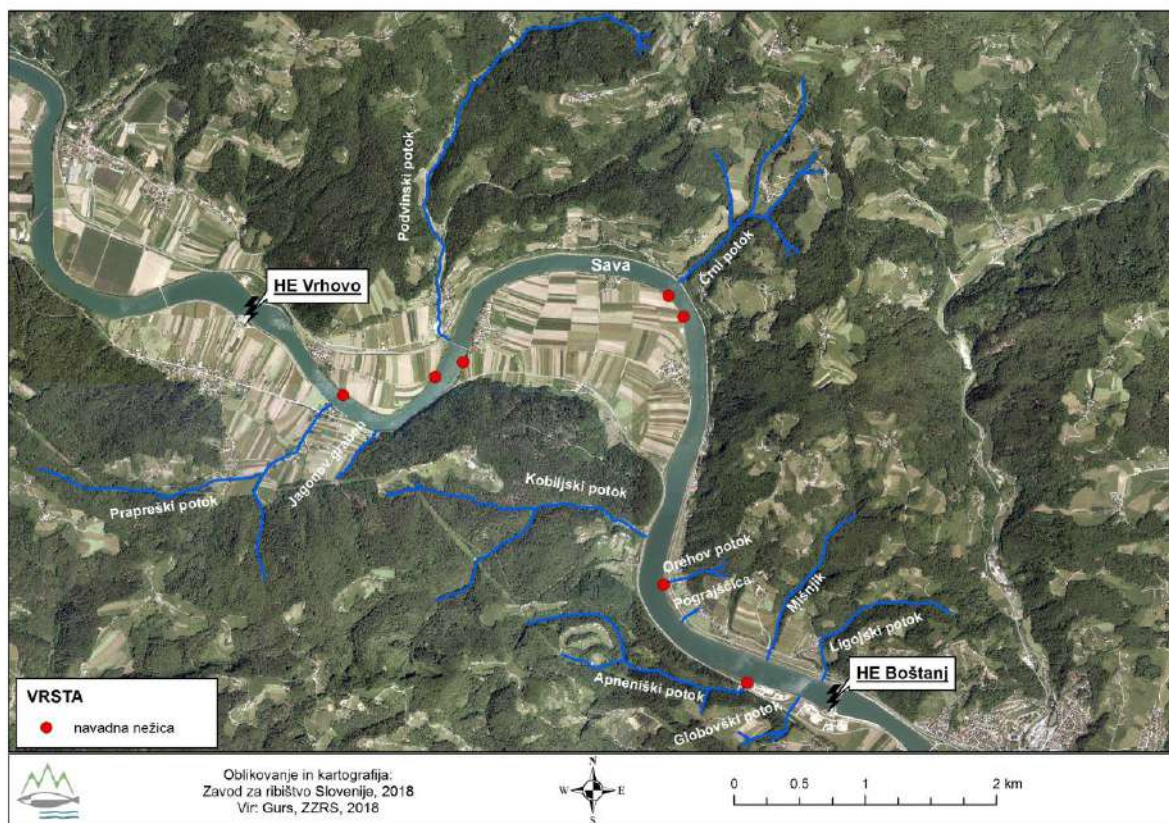 Podvinski potok
Sava
Črni potok
HE Vrhovo
Jagomev graben
Prapreški potok
Kobiljski potok
Orehov potok
Pograjščica
Mišnjik
Ligojski potok
HE Boštanj
Apneniški potok
Globovški potok
VRSTA
navadna nežica
Oblikovanje in kartografija:
Zavod za ribištvo Slovenije, 2018
Vir: Gurs, ZZRS, 2018
N
W E
S
0 0.5 1 2 km